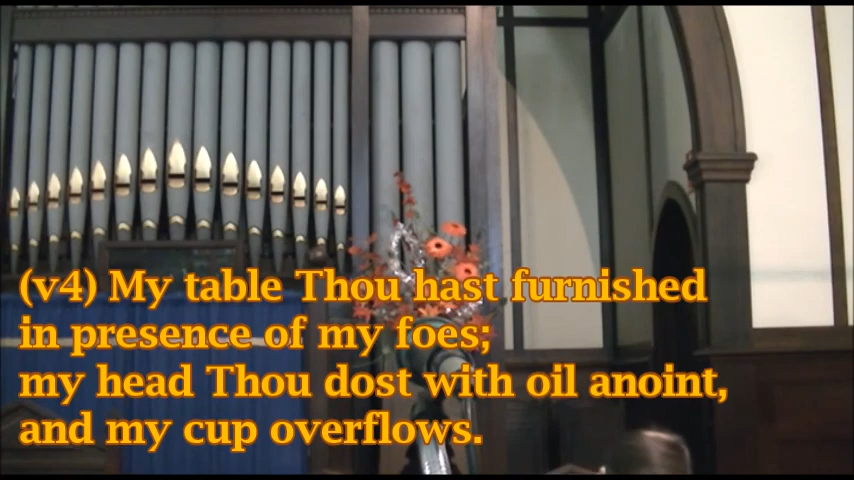 (v4) My table Thou hast furnished
in presence of my foes;
my head Thou dost with oil anoint,
and my cup overflows.